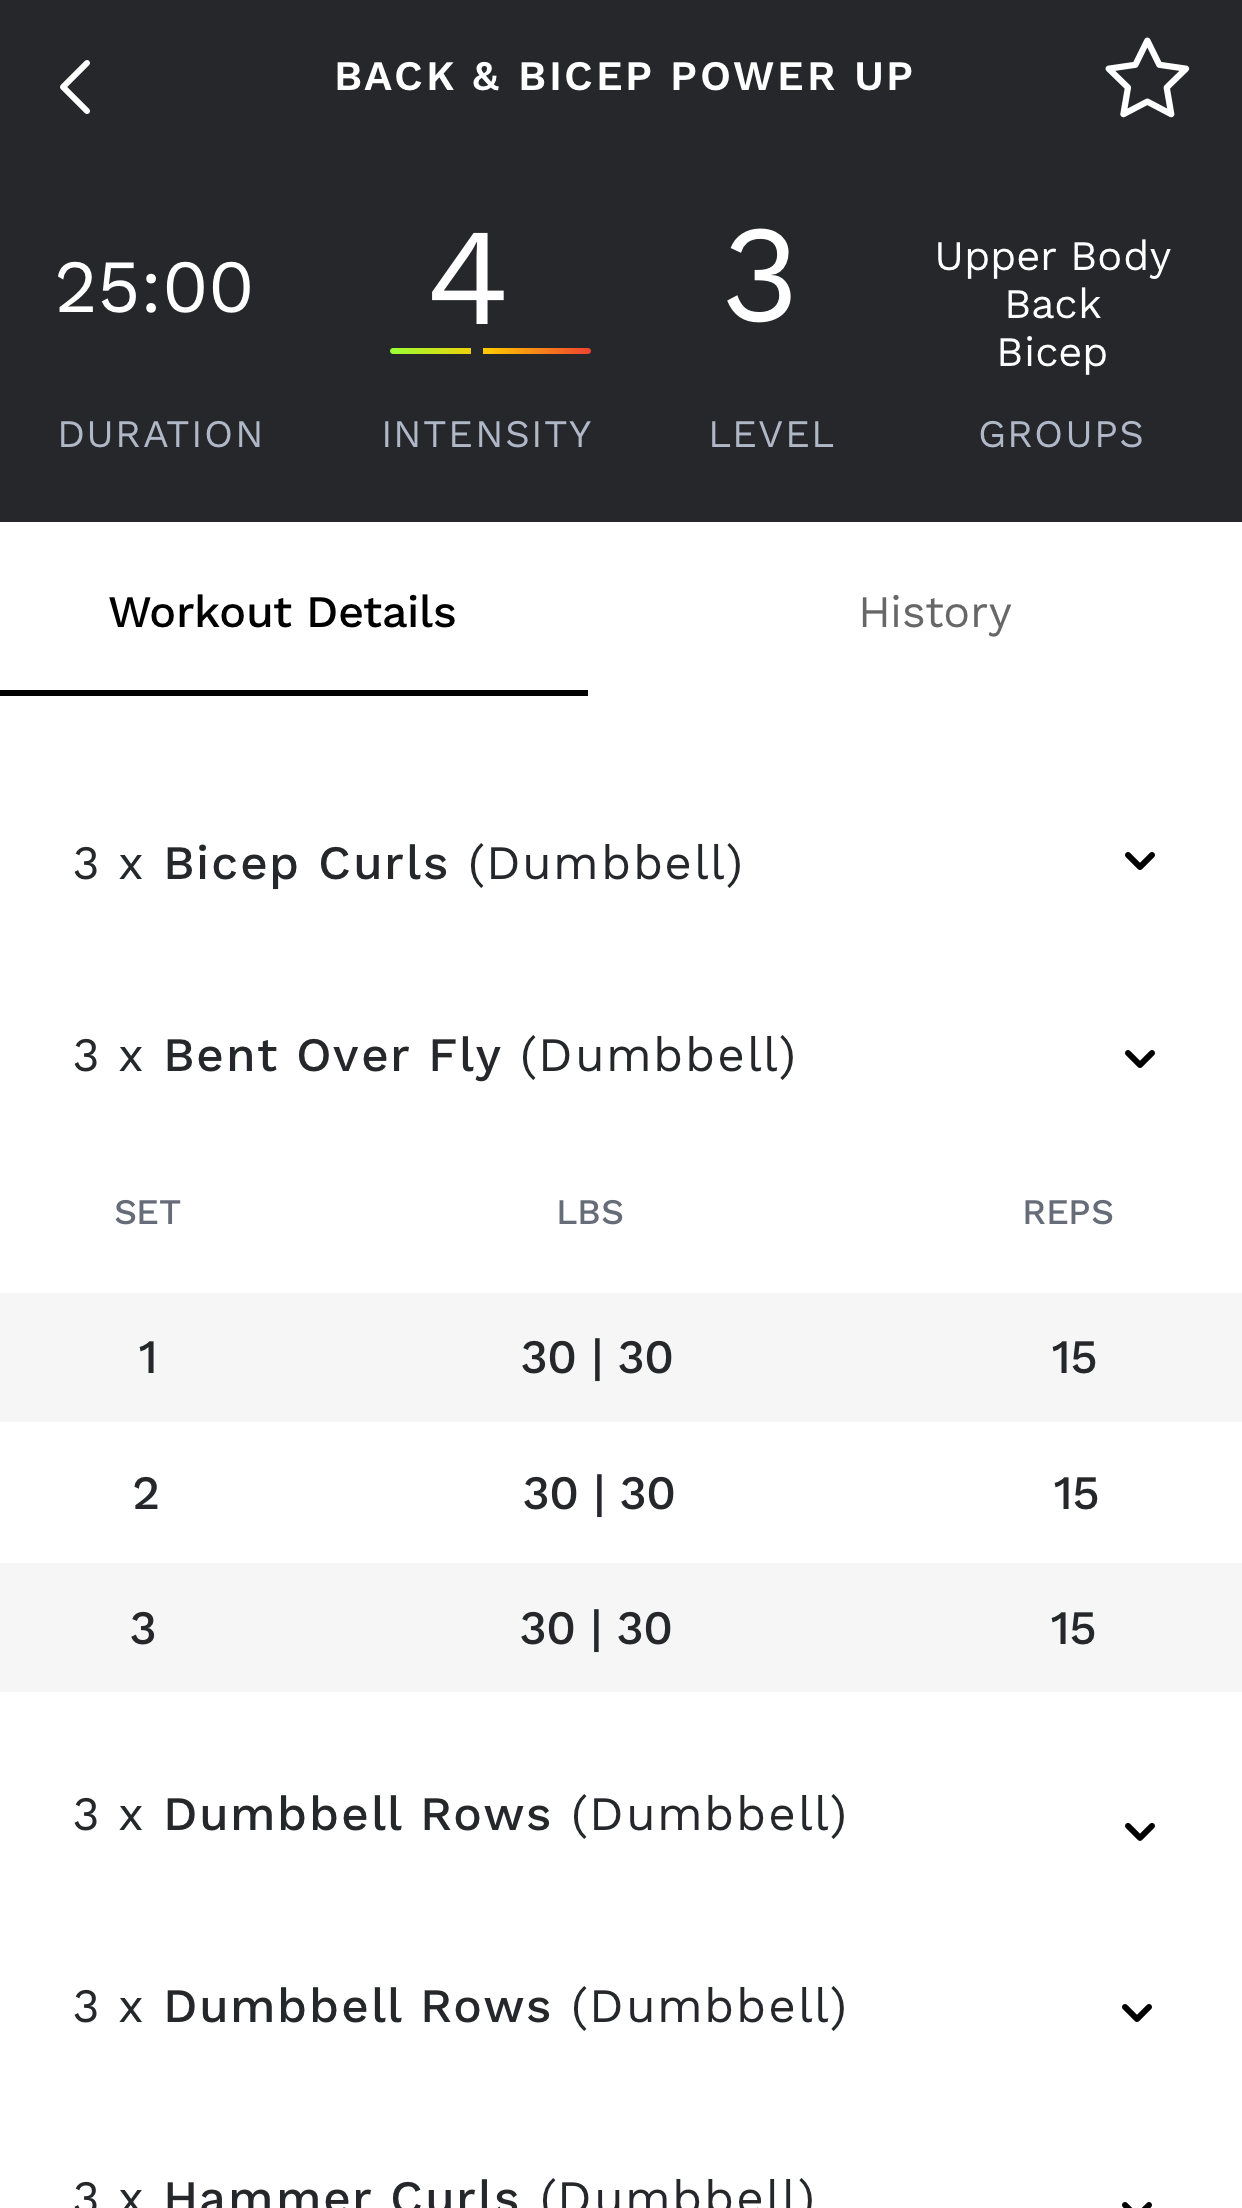 BACK & BICEP POWER UP
25:00
4
3
Upper Body
Back
Bicep
DURATION INTENSITY LEVEL GROUPS
Workout Details History
3 x Bicep Curls (Dumbbell)
3 x Bent Over Fly (Dumbbell)
SET LBS REPS
1 30 | 30 15
2 30 | 30 15
3 30 | 30 15
3 x Dumbbell Rows (Dumbbell)
3 x Dumbbell Rows (Dumbbell)
3 x Hammer Curls (Dumbbell)